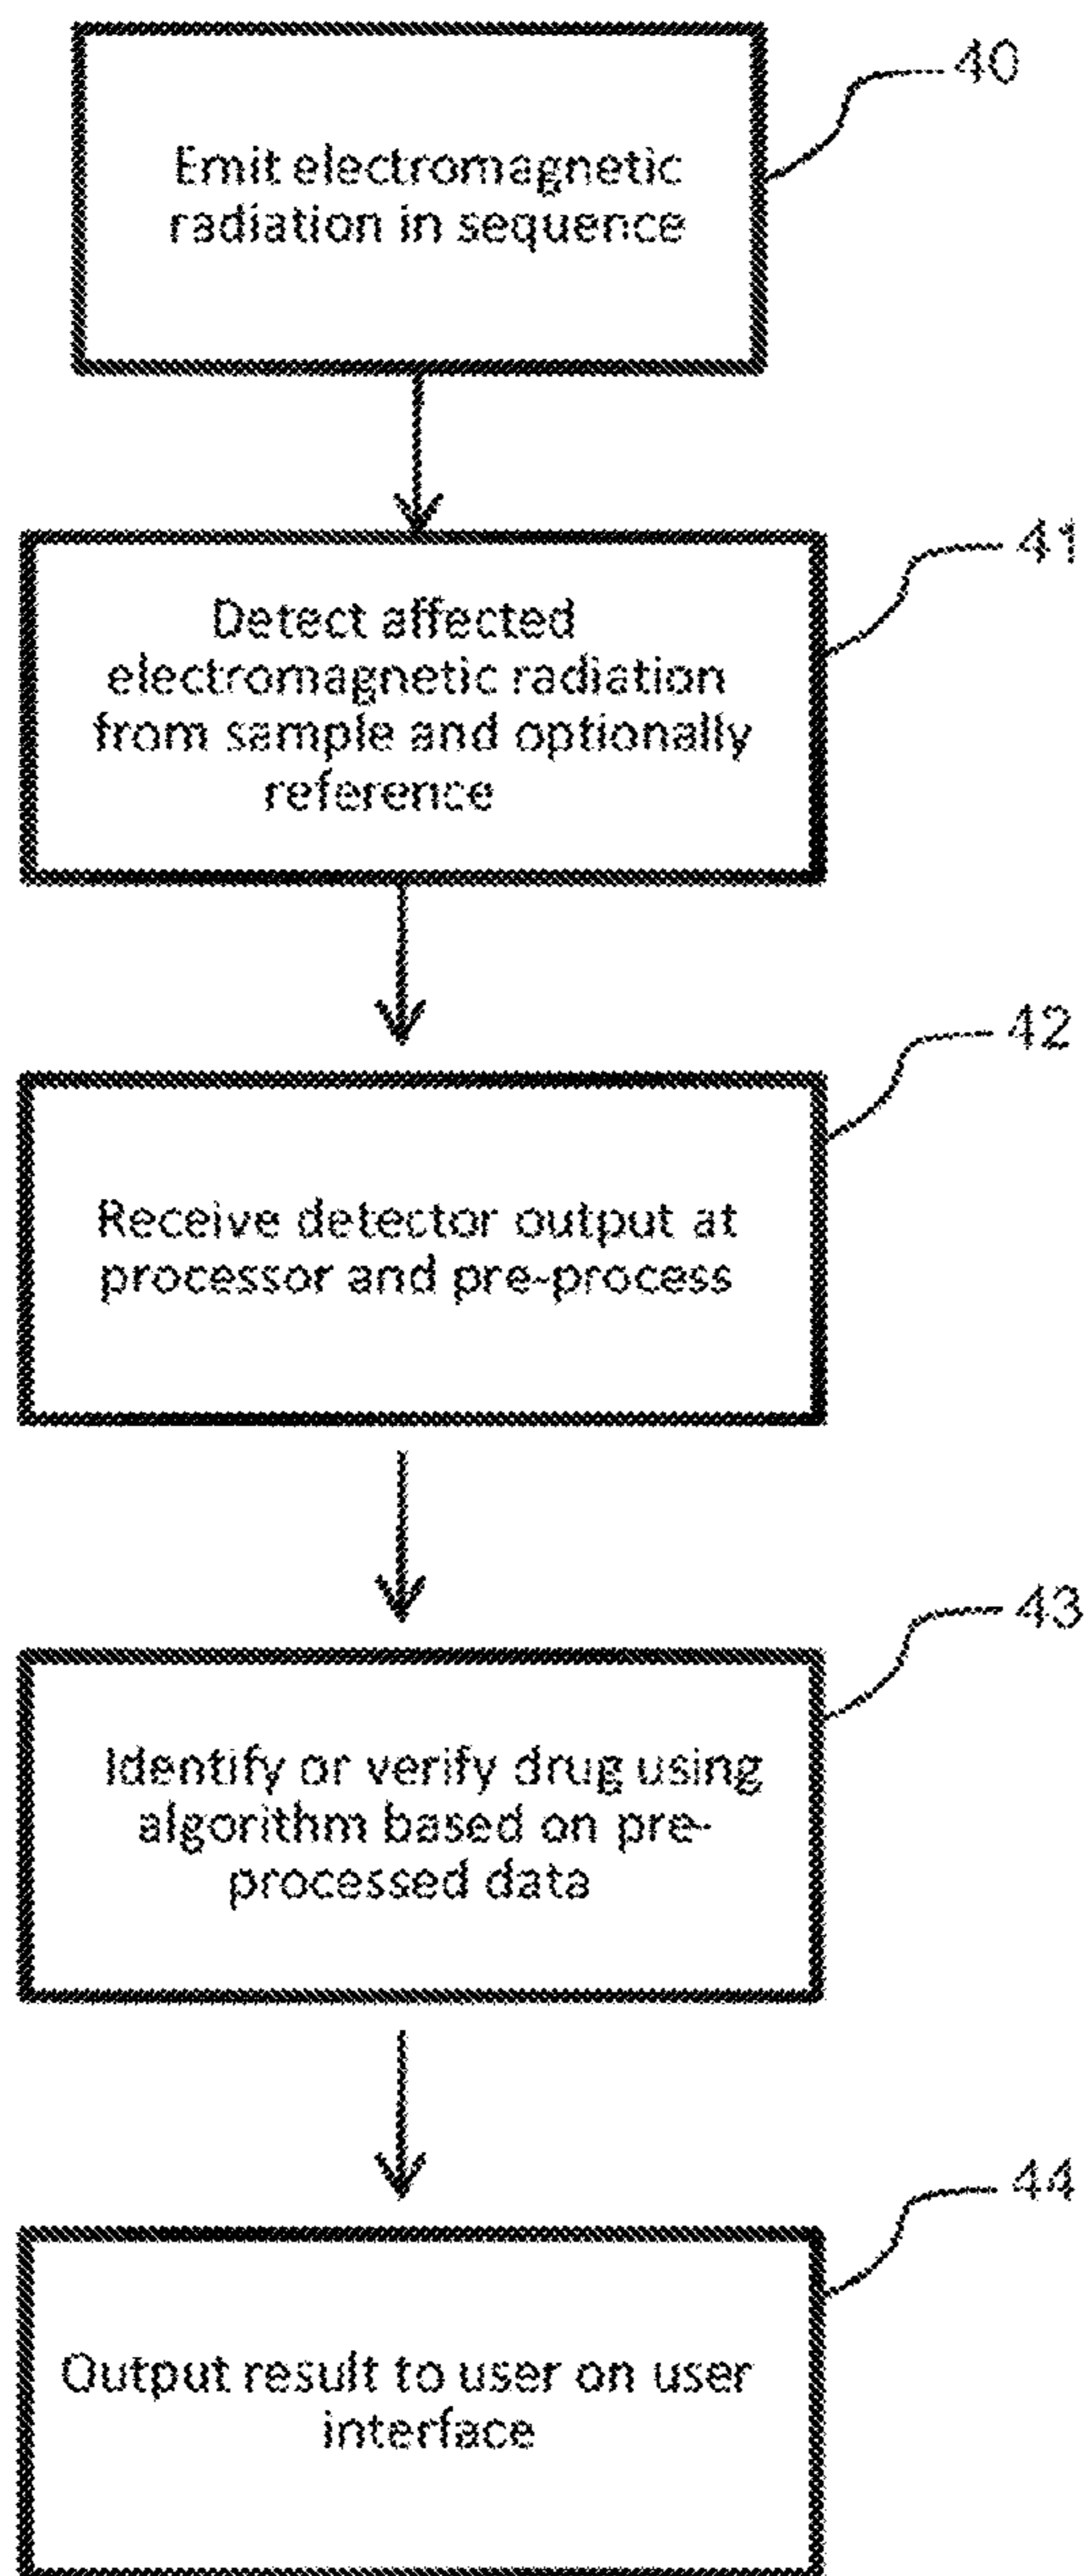 40
Emit electromagnetic
radiation in sequence
41
Detect affected
electromagnetic radiation
from sample and optionally
reference
42
Receive detector output at
processor and pre-process
43
Identify or verify drug using
algorithm based on pre-
processed data
44
Output result to user on user
interface